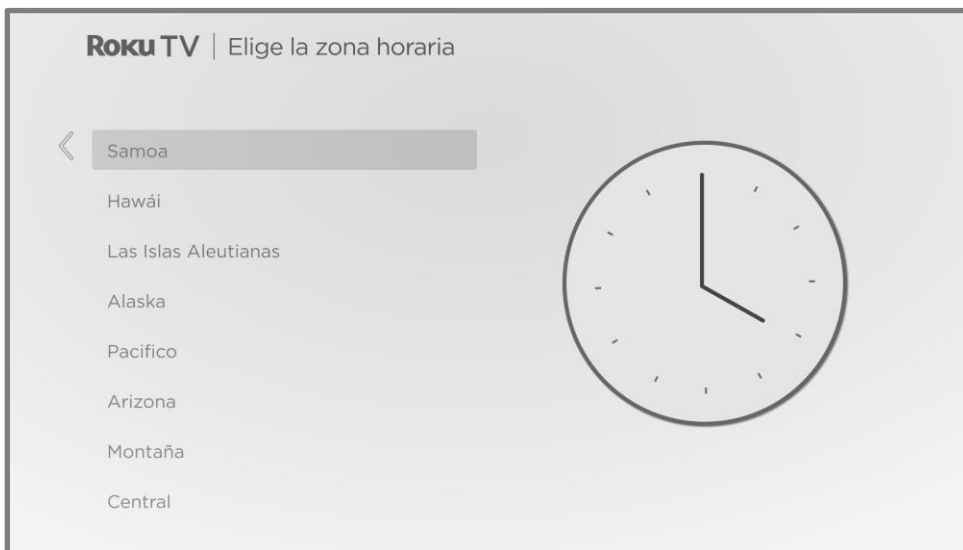 Roku TV | Elige la zona horaria
Samoa
Hawái
Las Islas Aleutianas
Alaska
Pacifico
Arizona
Montaña
Central